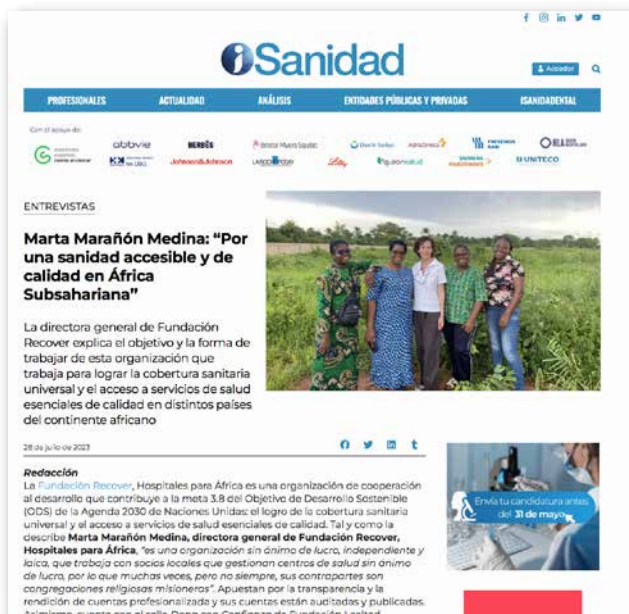 iSanidad
Acceder
PROFESIONALES ACTUALIDAD ANÁLISIS ENTIDADES PÚBLICAS Y PRIVADAS ISANIDADENTAL
Con el apoyo de:
abbvie
Bristol Myers Squibb
Johnson&Johnson
Lilly
quirónsalud
UNITECO
ENTREVISTAS
Marta Marañón Medina: “Por
una sanidad accesible y de
calidad en África
Subsahariana”
La directora general de Fundación
Recover explica el objetivo y la forma de
trabajar de esta organización que
trabaja para lograr la cobertura sanitaria
universal y el acceso a servicios de salud
esenciales de calidad en distintos países
del continente africano
28 de julio de 2023
Redacción
La Fundación Recover, Hospitales para África es una organización de cooperación
al desarrollo que contribuye a la meta 3.8 del Objetivo de Desarrollo Sostenible
(ODS) de la Agenda 2030 de Naciones Unidas: el logro de la cobertura sanitaria
universal y el acceso a servicios de salud esenciales de calidad. Tal y como la
describe Marta Marañón Medina, directora general de Fundación Recover,
Hospitales para África, “es una organización sin ánimo de lucro, independiente y
laica, que trabaja con socios locales que gestionan centros de salud sin ánimo
de lucro, por lo que muchas veces, pero no siempre, sus contrapartes son
congregaciones religiosas misioneras”. Apuestan por la transparencia y la
rendición de cuentas profesionalizada y sus cuentas están auditadas y publicadas.
Envía tu candidatura antes
del 31 de mayo